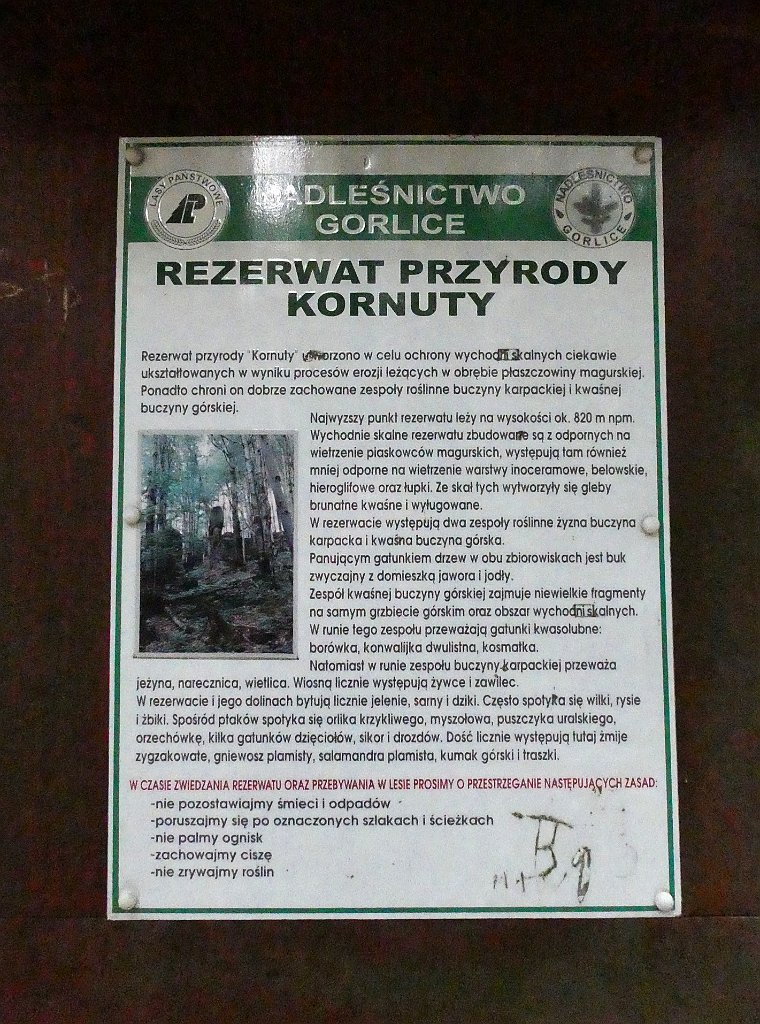 LASY PAŃSTWOWE
NADLEŚNICTWO
GORLICE
NADLEŚNICTWO
GORLICE
REZERWAT PRZYRODY
KORNUTY
Rezerwat przyrody "Kornuty" utworzono w celu ochrony wychodni skalnych ciekawie
ukształtowanych w wyniku procesów erozji leżących w obrębie płaszczowiny magurskiej.
Ponadto chroni on dobrze zachowane zespoły roślinne buczyny karpackiej i kwaśnej
buczyny górskiej.
Najwyzszy punkt rezerwatu leży na wysokości ok. 820 m npm.
Wychodnie skalne rezerwatu zbudowane są z odpornych na
wietrzenie piaskowców magurskich, występują tam również
mniej odporne na wietrzenie warstwy inoceramowe, belowskie,
hieroglifowe oraz łupki. Ze skał tych wytworzyły się gleby
brunatne kwaśne i wyługowane.
W rezerwacie występują dwa zespoły roślinne żyzna buczyna
karpacka i kwaśna buczyna górska.
Panującym gatunkiem drzew w obu zbiorowiskach jest buk
zwyczajny z domieszką jawora i jodły.
Zespół kwaśnej buczyny górskiej zajmuje niewielkie fragmenty
na samym grzbiecie górskim oraz obszar wychodni skalnych.
W runie tego zespołu przeważają gatunki kwasolubne:
borówka, konwalijka dwulistna, kosmatka.
Natomiast w runie zespołu buczyny karpackiej przeważa
jeżyna, narecznica, wietlica. Wiosną licznie występują żywce i zawilec.
W rezerwacie i jego dolinach bytują licznie jelenie, sarny i dziki. Często spotyka się wilki, rysie
i żbiki. Spośród ptaków spotyka się orlika krzykliwego, myszołowa, puszczyka uralskiego,
orzechówkę, kilka gatunków dzięciołów, sikor i drozdów. Dość licznie występują tutaj żmije
zygzakowate, gniewosz plamisty, salamandra plamista, kumak górski i traszki.
W CZASIE ZWIEDZANIA REZERWATU ORAZ PRZEBYWANIA W LESIE PROSIMY O PRZESTRZEGANIE NASTĘPUJĄCYCH ZASAD:
-nie pozostawiajmy śmieci i odpadów
-poruszajmy się po oznaczonych szlakach i ścieżkach
-nie palmy ognisk
-zachowajmy ciszę
-nie zrywajmy roślin